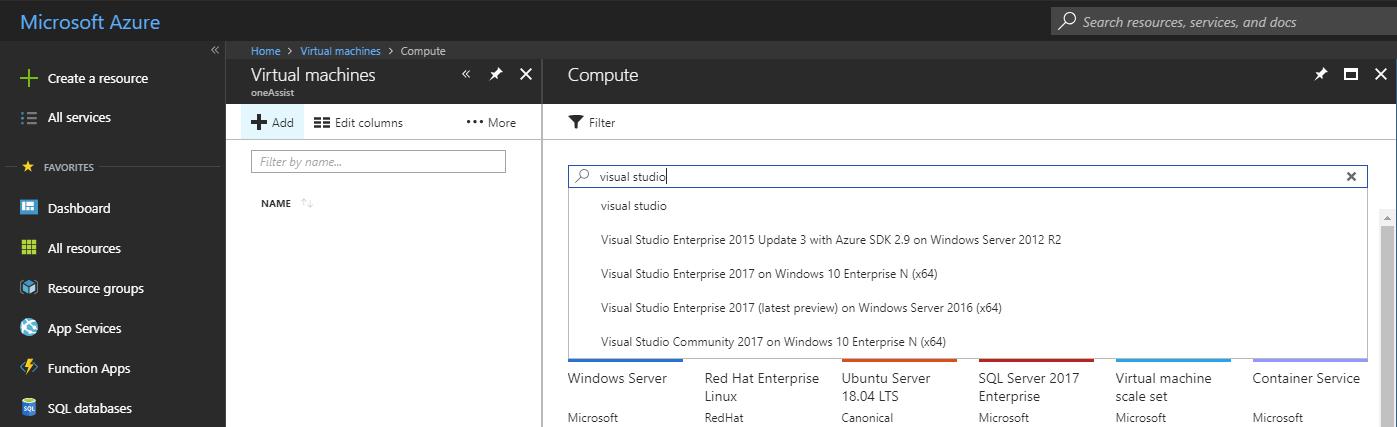 Microsoft Azure
Search resources, services, and docs
Home > Virtual machines > Compute
Create a resource
All services
FAVORITES
Dashboard
All resources
Resource groups
App Services
Function Apps
SQL databases
Virtual machines
oneAssist
Add
Edit columns
More
Filter by name...
NAME
Compute
Filter
visual studio
visual studio
Visual Studio Enterprise 2015 Update 3 with Azure SDK 2.9 on Windows Server 2012 R2
Visual Studio Enterprise 2017 on Windows 10 Enterprise N (x64)
Visual Studio Enterprise 2017 (latest preview) on Windows Server 2016 (x64)
Visual Studio Community 2017 on Windows 10 Enterprise N (x64)
Windows Server
Microsoft
Red Hat Enterprise
Linux
RedHat
Ubuntu Server
18.04 LTS
Canonical
SQL Server 2017
Enterprise
Microsoft
Virtual machine
scale set
Microsoft
Container Service
Microsoft